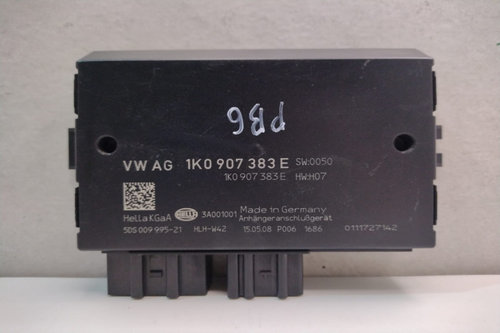 VW AG 1K0 907 383 E SW:0050
1K0 907 383 E HW:H07
Hella KGaA HELLA 3A001001 Made in Germany
Anhängeranschlußgerät
5DS 009 995-21 HLH-W42 15.05.08 P006 1686 0111727142